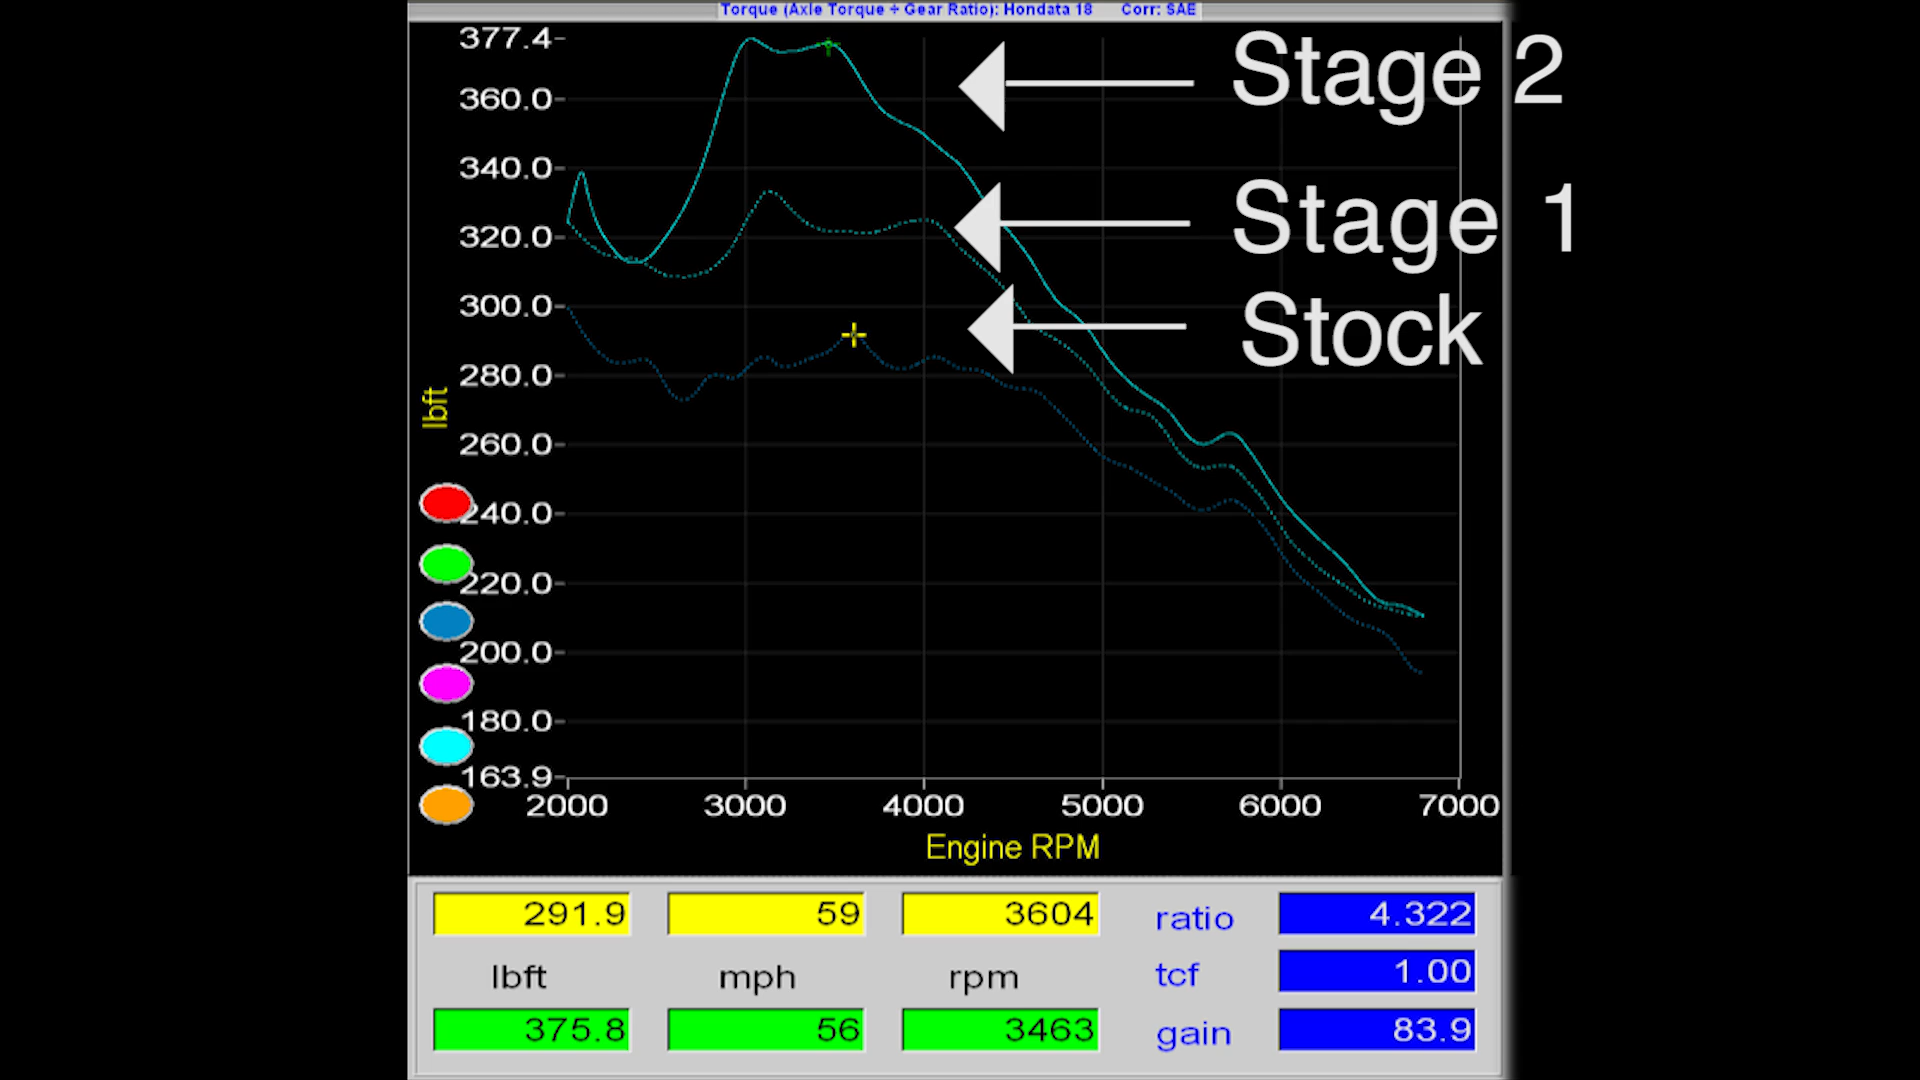 Torque (Axle Torque ÷ Gear Ratio): Hondata 18 Corr: SAE
377.4
360.0
340.0
320.0
300.0
280.0
260.0
240.0
220.0
200.0
180.0
163.9
lbft
Stage 2
Stage 1
Stock
2000 3000 4000 5000 6000 7000
Engine RPM
291.9 59 3604 ratio 4.322
lbft mph rpm tcf 1.00
375.8 56 3463 gain 83.9